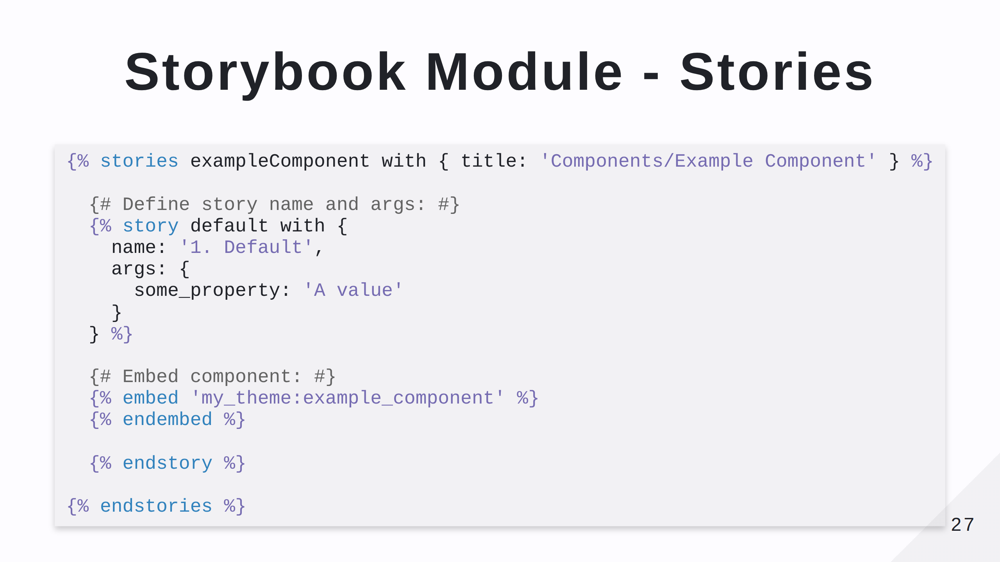 Storybook Module - Stories
{% stories exampleComponent with { title: 'Components/Example Component' } %}
{# Define story name and args: #}
{% story default with {
name: '1. Default',
args: {
some_property: 'A value'
}
} %}
{# Embed component: #}
{% embed 'my_theme:example_component' %}
{% endembed %}
{% endstory %}
{% endstories %}
27